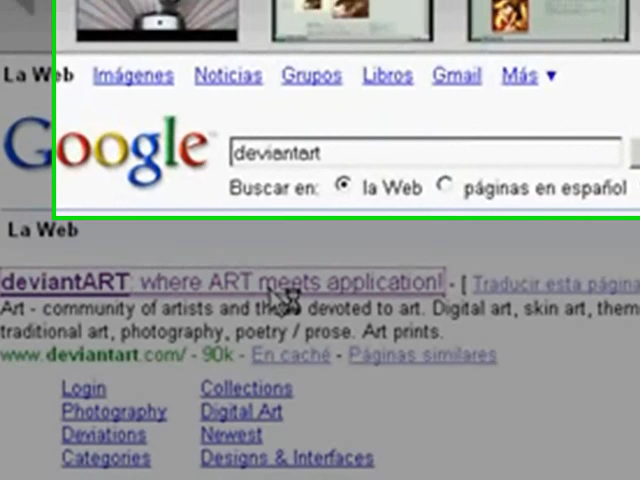 La Web Imágenes Noticias Grupos Libros Gmail Más ▼
Google deviantart
Buscar en: la Web páginas en español
La Web
deviantART: where ART meets application! - [ Traducir esta página
Art - community of artists and those devoted to art. Digital art, skin art, them
traditional art, photography, poetry / prose. Art prints.
www.deviantart.com/ - 90k - En caché - Páginas similares
Login Collections
Photography Digital Art
Deviations Newest
Categories Designs & Interfaces